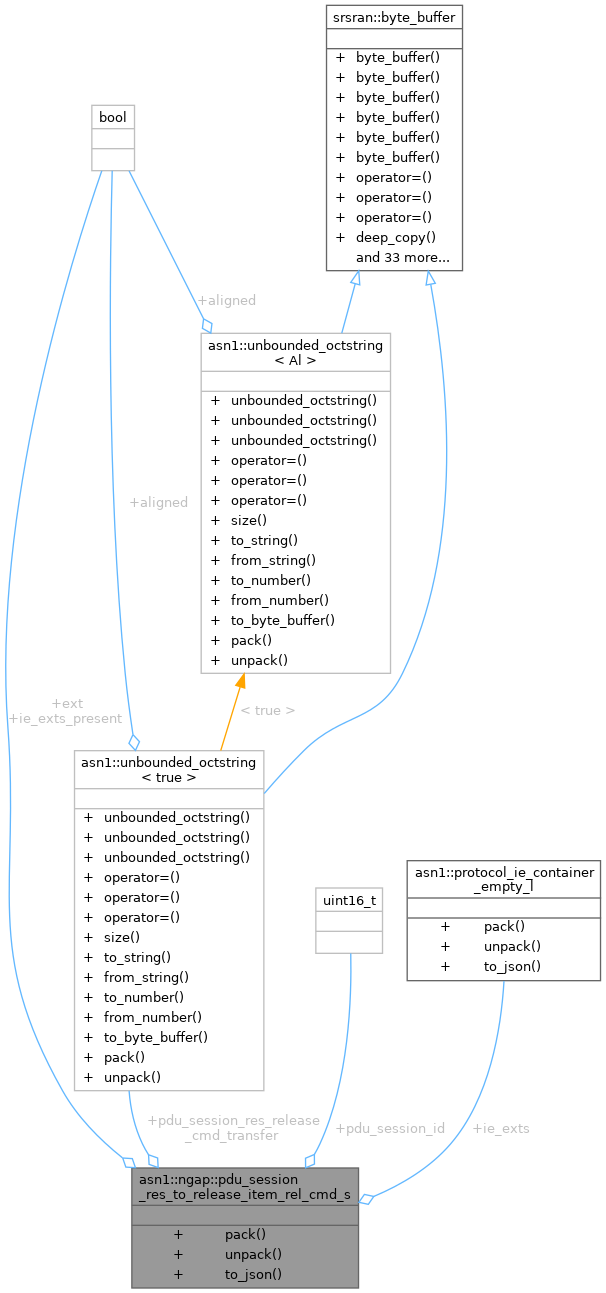 srsran::byte_buffer
+ byte_buffer()
+ byte_buffer()
+ byte_buffer()
+ byte_buffer()
+ byte_buffer()
+ byte_buffer()
+ operator=()
+ operator=()
+ operator=()
+ deep_copy()
and 33 more...
bool
+aligned
asn1::unbounded_octstring
< Al >
+ unbounded_octstring()
+ unbounded_octstring()
+ unbounded_octstring()
+ operator=()
+ operator=()
+ operator=()
+ size()
+ to_string()
+ from_string()
+ to_number()
+ from_number()
+ to_byte_buffer()
+ pack()
+ unpack()
+aligned
+ext
+ie_exts_present
< true >
asn1::unbounded_octstring
< true >
+ unbounded_octstring()
+ unbounded_octstring()
+ unbounded_octstring()
+ operator=()
+ operator=()
+ operator=()
+ size()
+ to_string()
+ from_string()
+ to_number()
+ from_number()
+ to_byte_buffer()
+ pack()
+ unpack()
uint16_t
asn1::protocol_ie_container
_empty_l
+ pack()
+ unpack()
+ to_json()
+pdu_session_res_release
_cmd_transfer
+pdu_session_id
+ie_exts
asn1::ngap::pdu_session
_res_to_release_item_rel_cmd_s
+ pack()
+ unpack()
+ to_json()